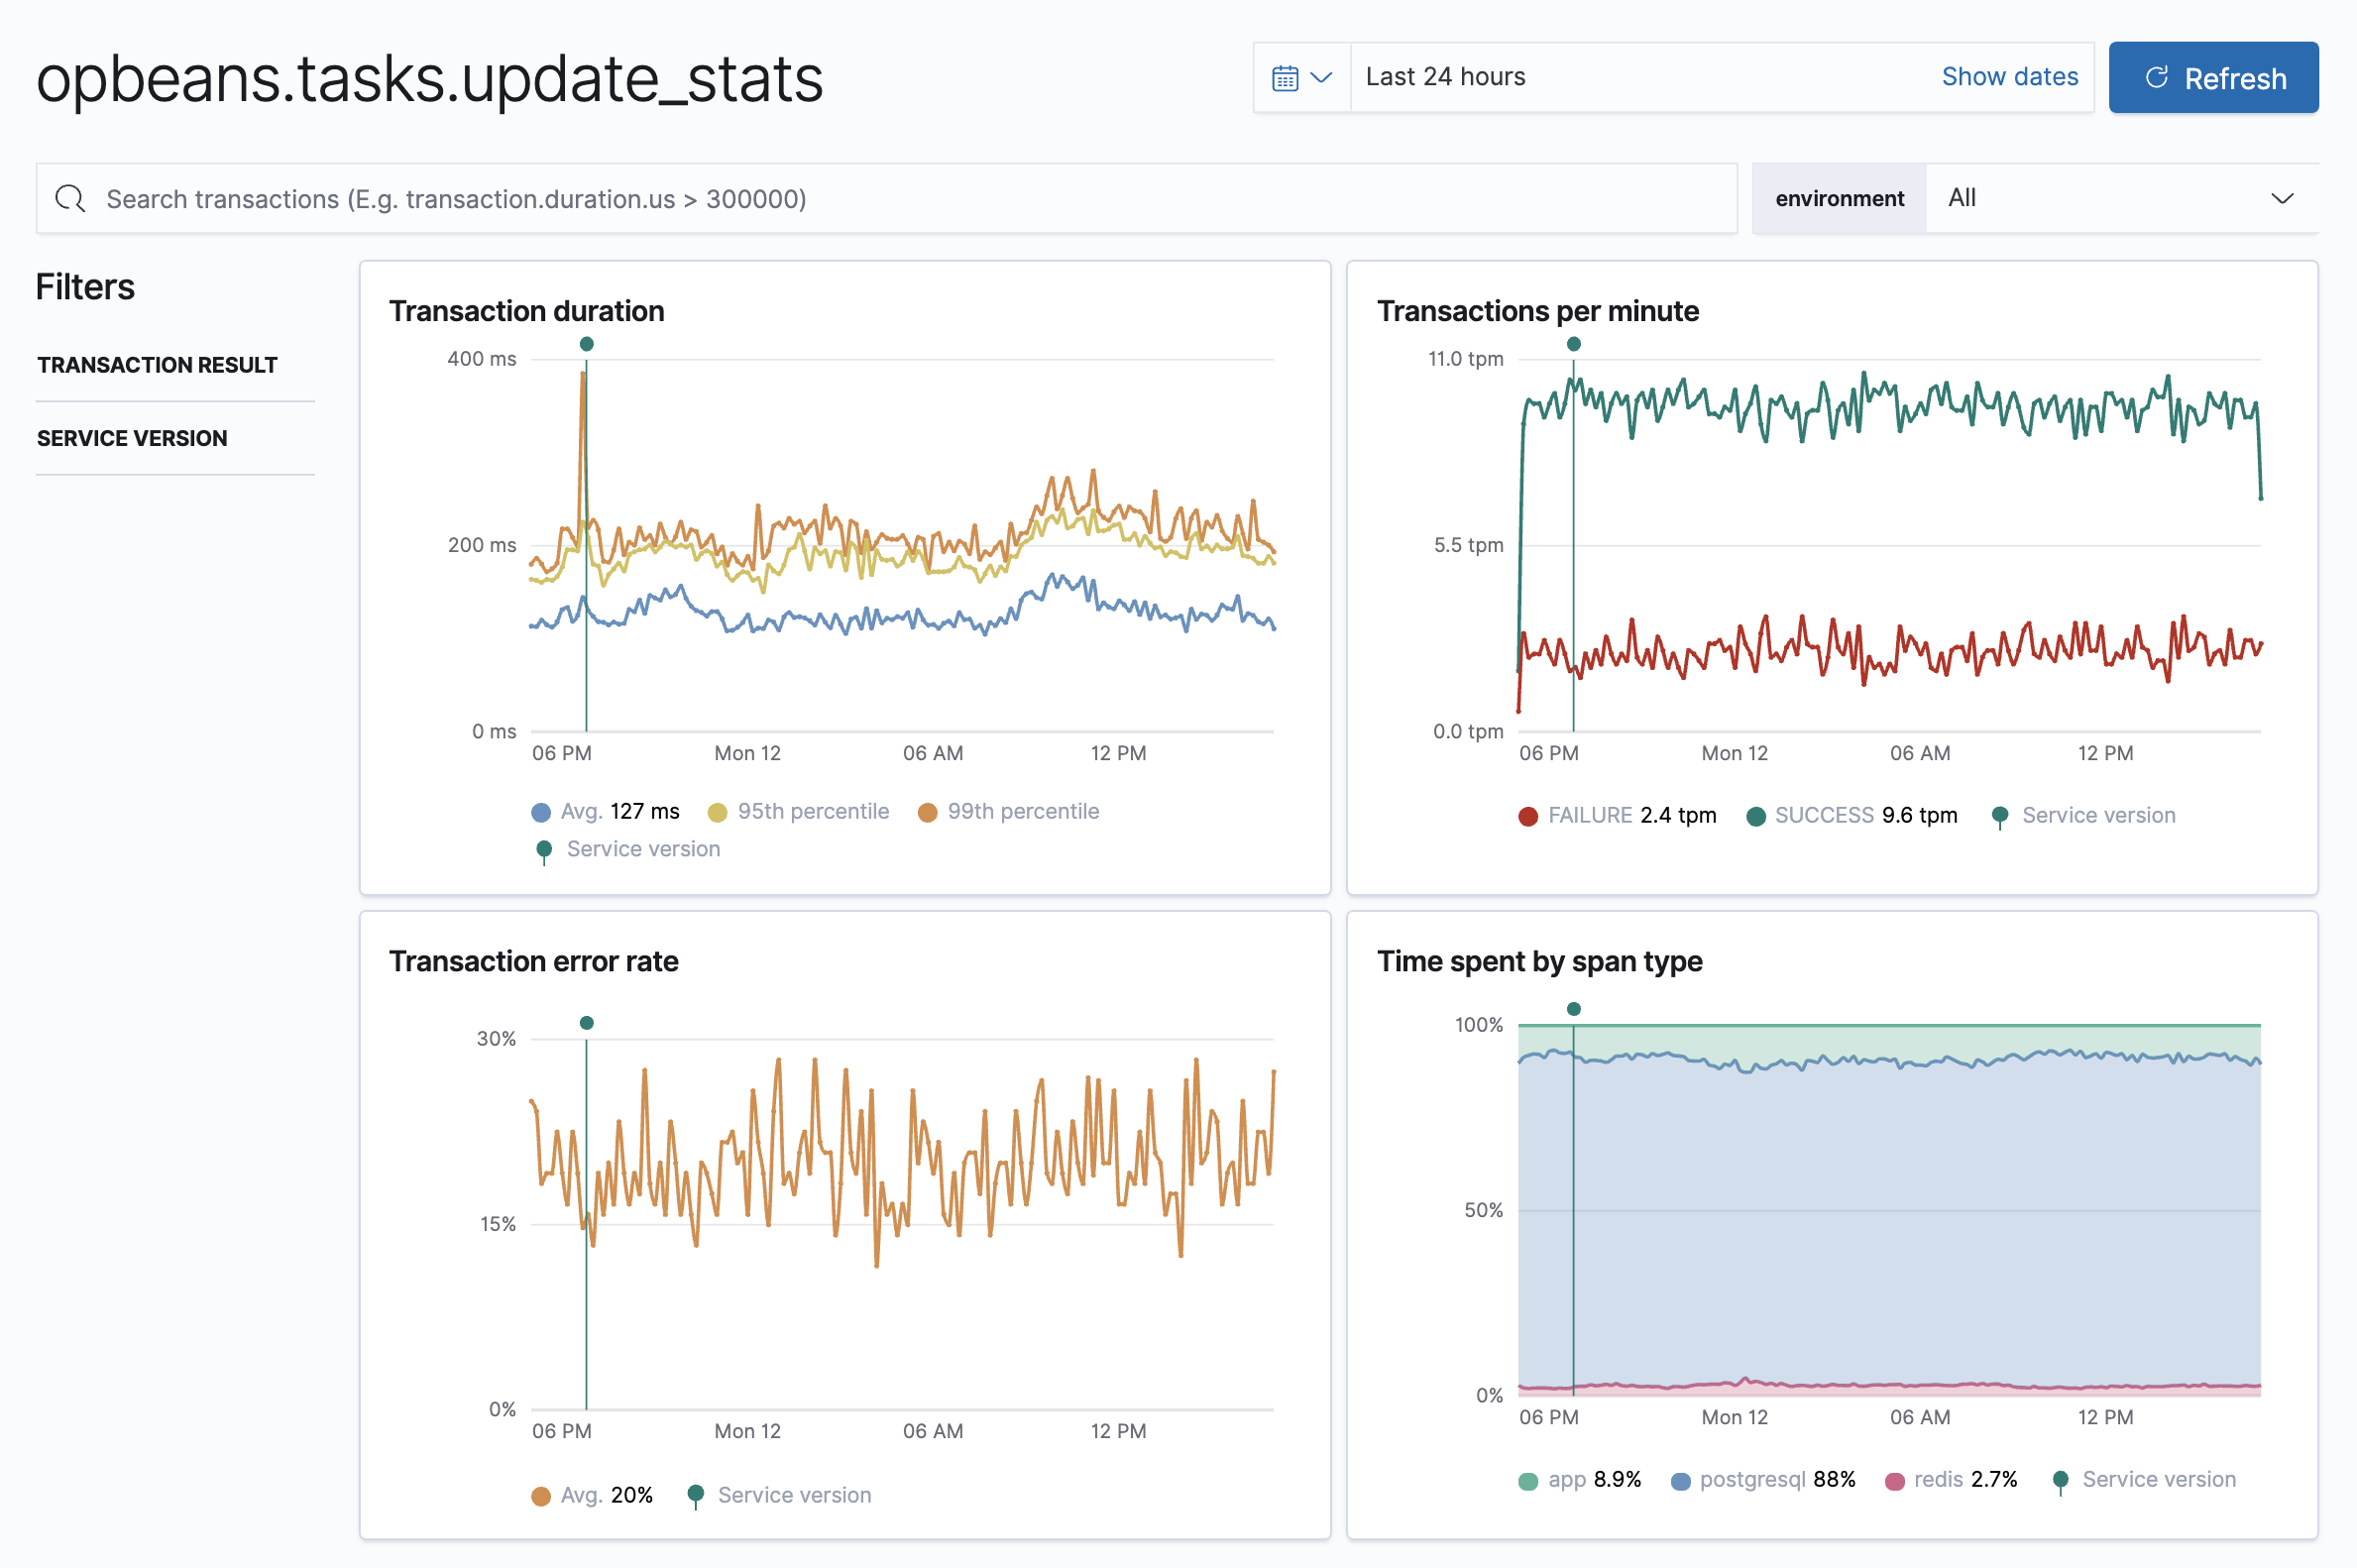 opbeans.tasks.update_stats
Last 24 hours
Show dates
Refresh
Search transactions (E.g. transaction.duration.us > 300000)
environment
All
Filters
TRANSACTION RESULT
SERVICE VERSION
Transaction duration
400 ms
200 ms
0 ms
06 PM
Mon 12
06 AM
12 PM
Avg. 127 ms
95th percentile
99th percentile
Service version
Transactions per minute
11.0 tpm
5.5 tpm
0.0 tpm
06 PM
Mon 12
06 AM
12 PM
FAILURE 2.4 tpm
SUCCESS 9.6 tpm
Service version
Transaction error rate
30%
15%
0%
06 PM
Mon 12
06 AM
12 PM
Avg. 20%
Service version
Time spent by span type
100%
50%
0%
06 PM
Mon 12
06 AM
12 PM
app 8.9%
postgresql 88%
redis 2.7%
Service version